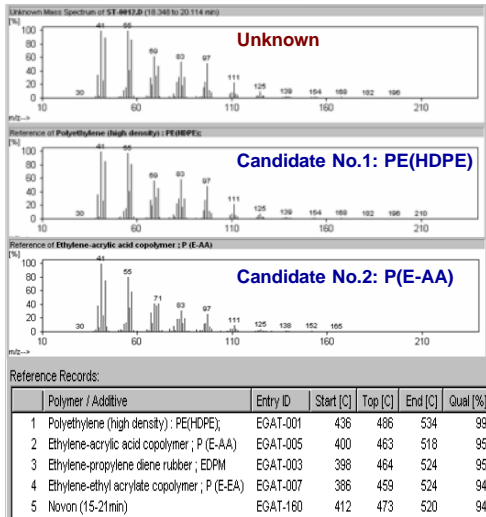 Unknown Mass Spectrum of ST-0012.D (18.348 to 20.114 min)
[%]
Unknown
100
80
60
40
20
0
30 41 55 69 83 97 111 125 139 154 168 182 196
10 60 110 160 210
m/z-->
Reference of Polyethylene (high density) : PE(HDPE);
[%]
Candidate No.1: PE(HDPE)
100
80
60
40
20
0
30 41 55 69 83 97 111 125 139 154 168 182 196 210
10 60 110 160 210
m/z-->
Reference of Ethylene-acrylic acid copolymer ; P (E-AA)
[%]
Candidate No.2: P(E-AA)
100
80
60
40
20
0
30 41 55 71 83 97 111 125 138 152 165
10 60 110 160 210
m/z-->
Reference Records:
Polymer / Additive Entry ID Start [C] Top [C] End [C] Qual [%]
1 Polyethylene (high density) : PE(HDPE); EGAT-001 436 486 534 99
2 Ethylene-acrylic acid copolymer ; P (E-AA) EGAT-005 400 463 518 95
3 Ethylene-propylene diene rubber ; EDPM EGAT-003 398 464 524 95
4 Ethylene-ethyl acrylate copolymer ; P (E-EA) EGAT-007 386 459 524 94
5 Novon (15-21min) EGAT-160 412 473 520 94